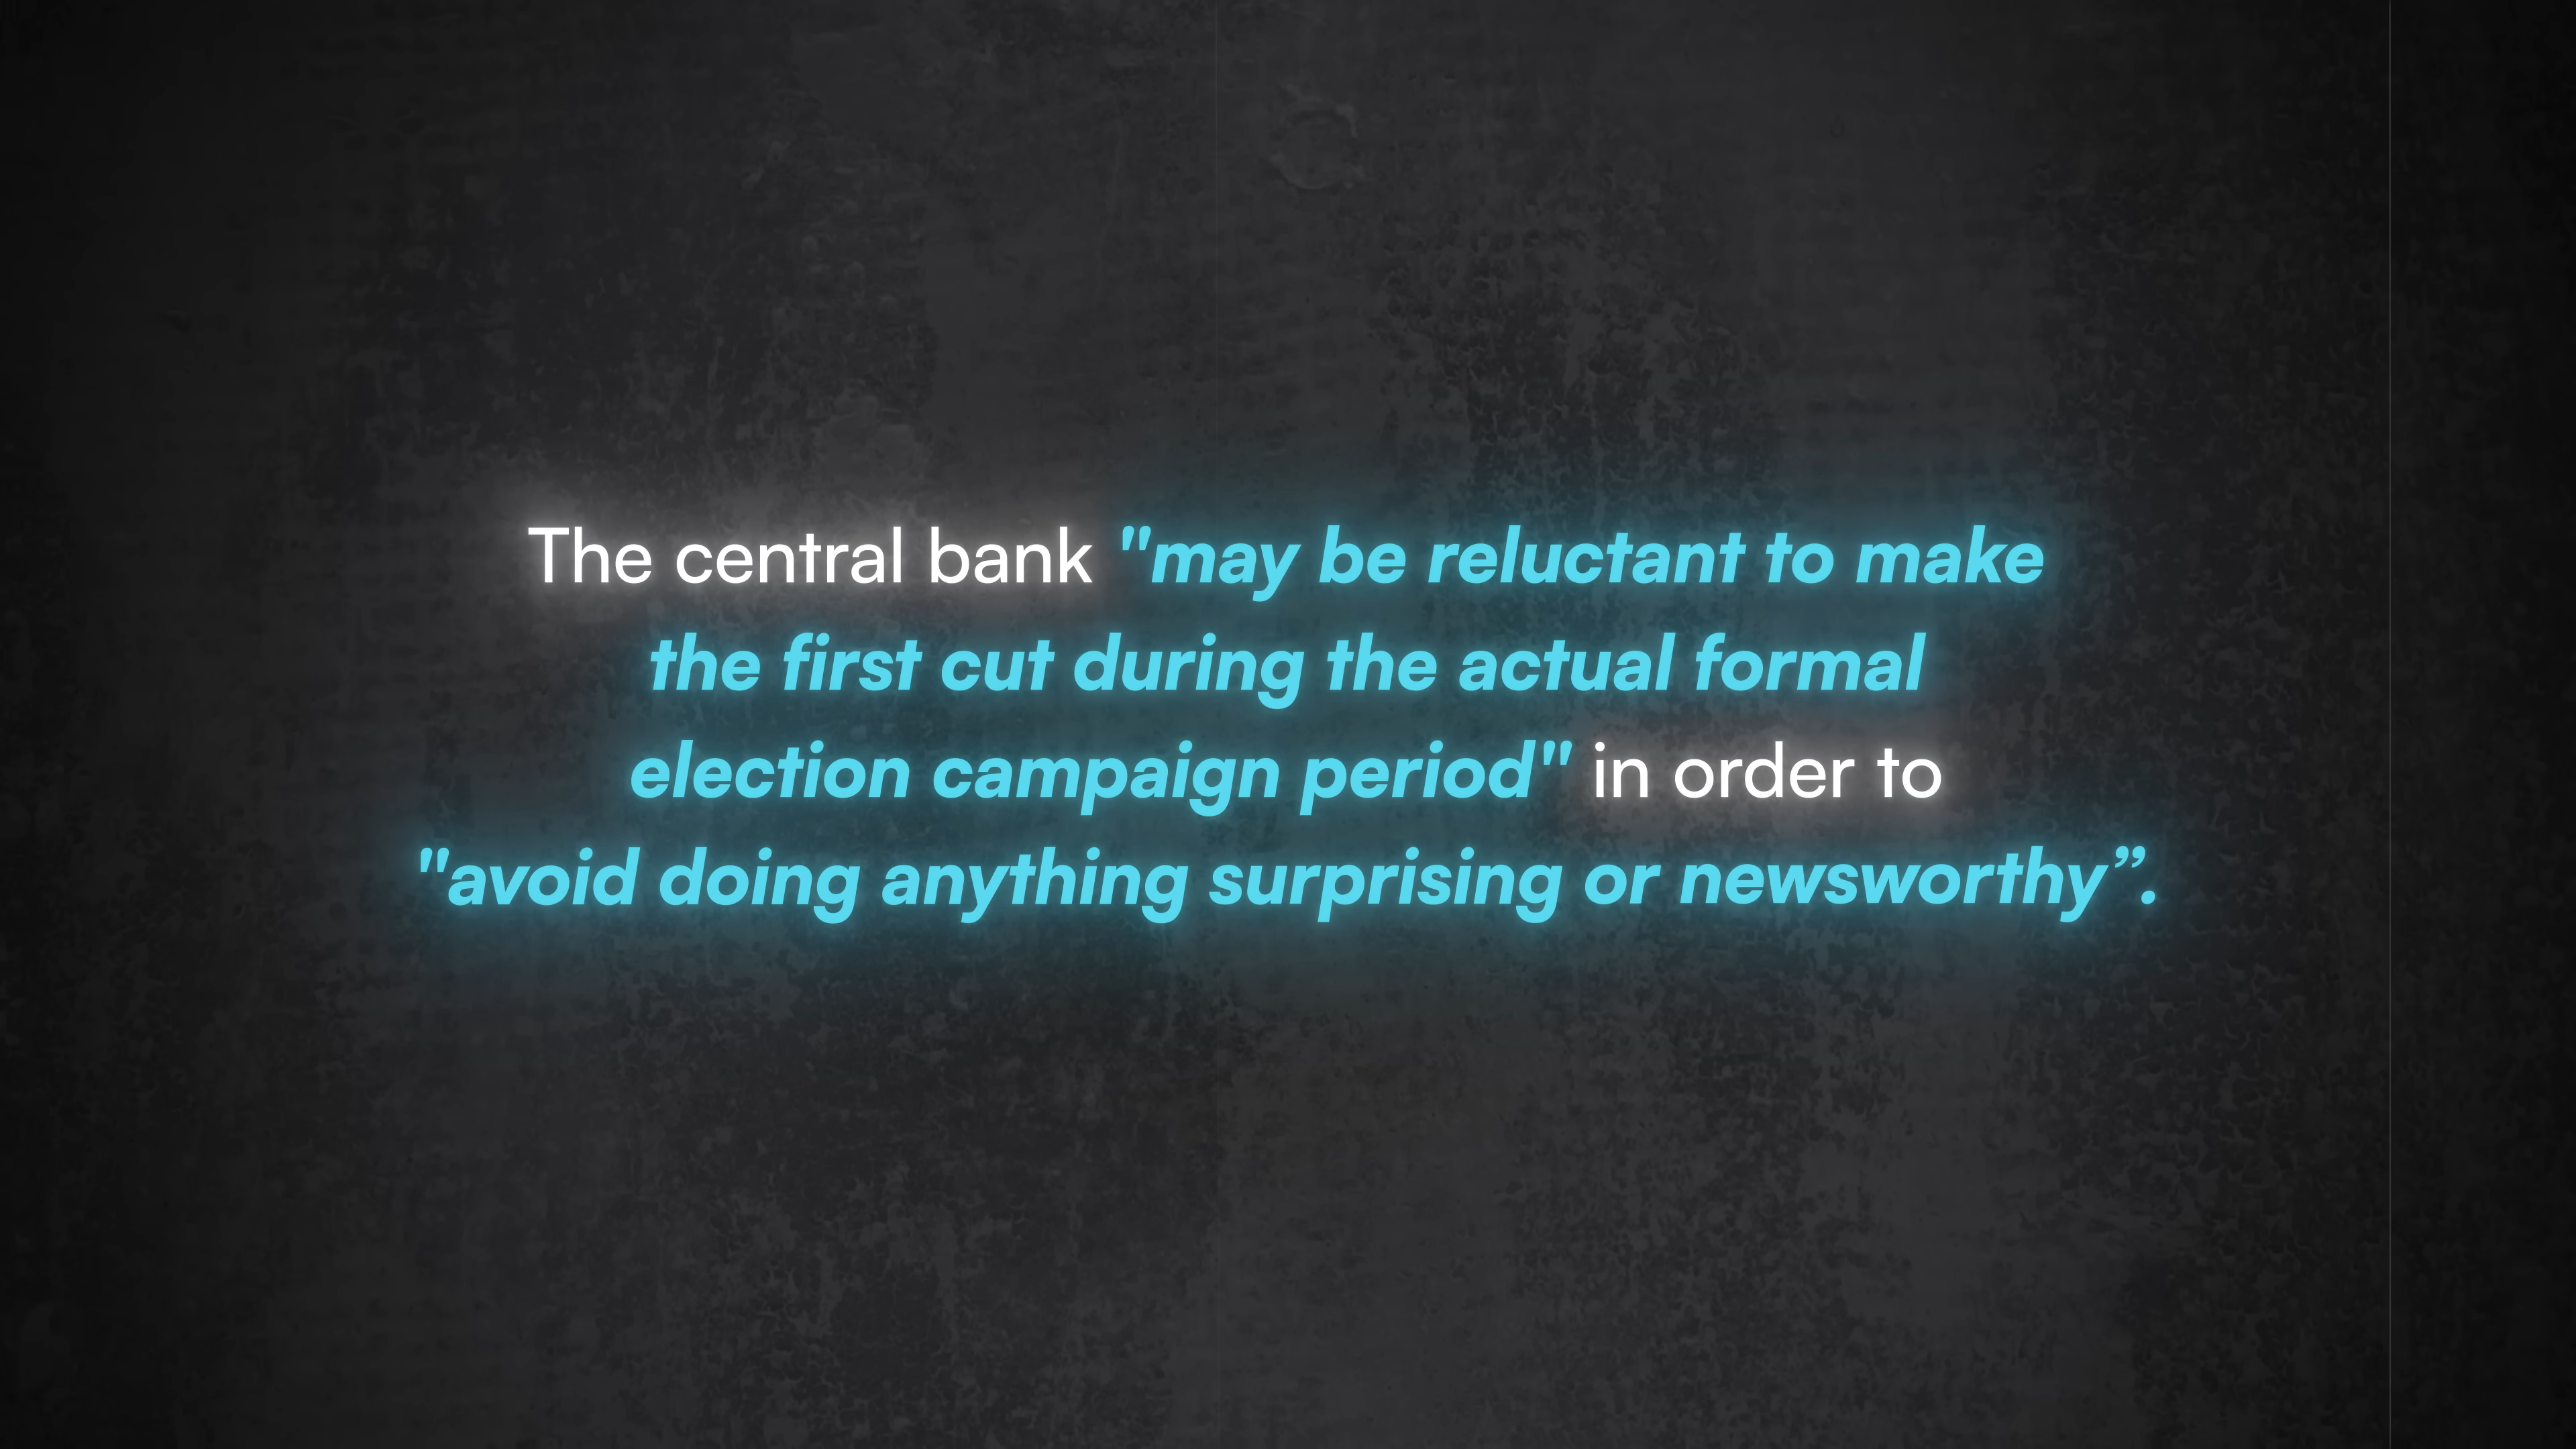 The central bank "may be reluctant to make
the first cut during the actual formal
election campaign period" in order to
"avoid doing anything surprising or newsworthy”.